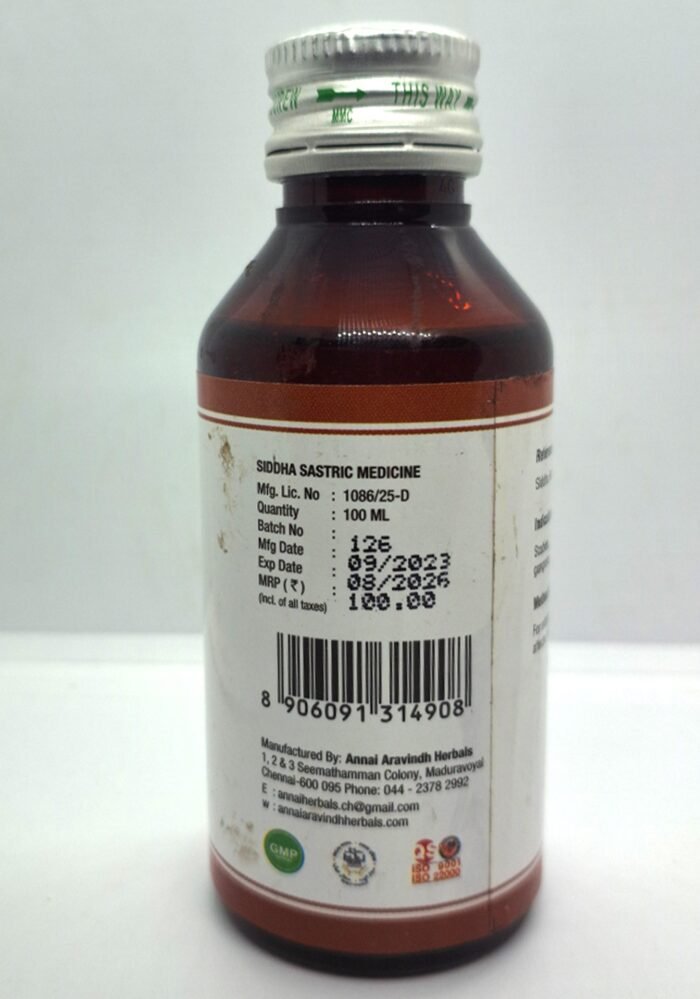 CREW THIS WAY
MMC
SIDDHA SASTRIC MEDICINE
Mfg. Lic. No : 1086/25-D
Quantity : 100 ML
Batch No : 126
Mfg Date : 09/2023
Exp Date : 08/2026
MRP (₹) : 100.00
(incl. of all taxes)
8 906091 314908
Manufactured By: Annai Aravindh Herbals
1, 2 & 3 Seemathamman Colony, Maduravoyal
Chennai-600 095 Phone: 044 - 2378 2992
E : annaiherbals.ch@gmail.com
w : annaiaravindhherbals.com
GMP
QS
ISO 9001
ISO 22000